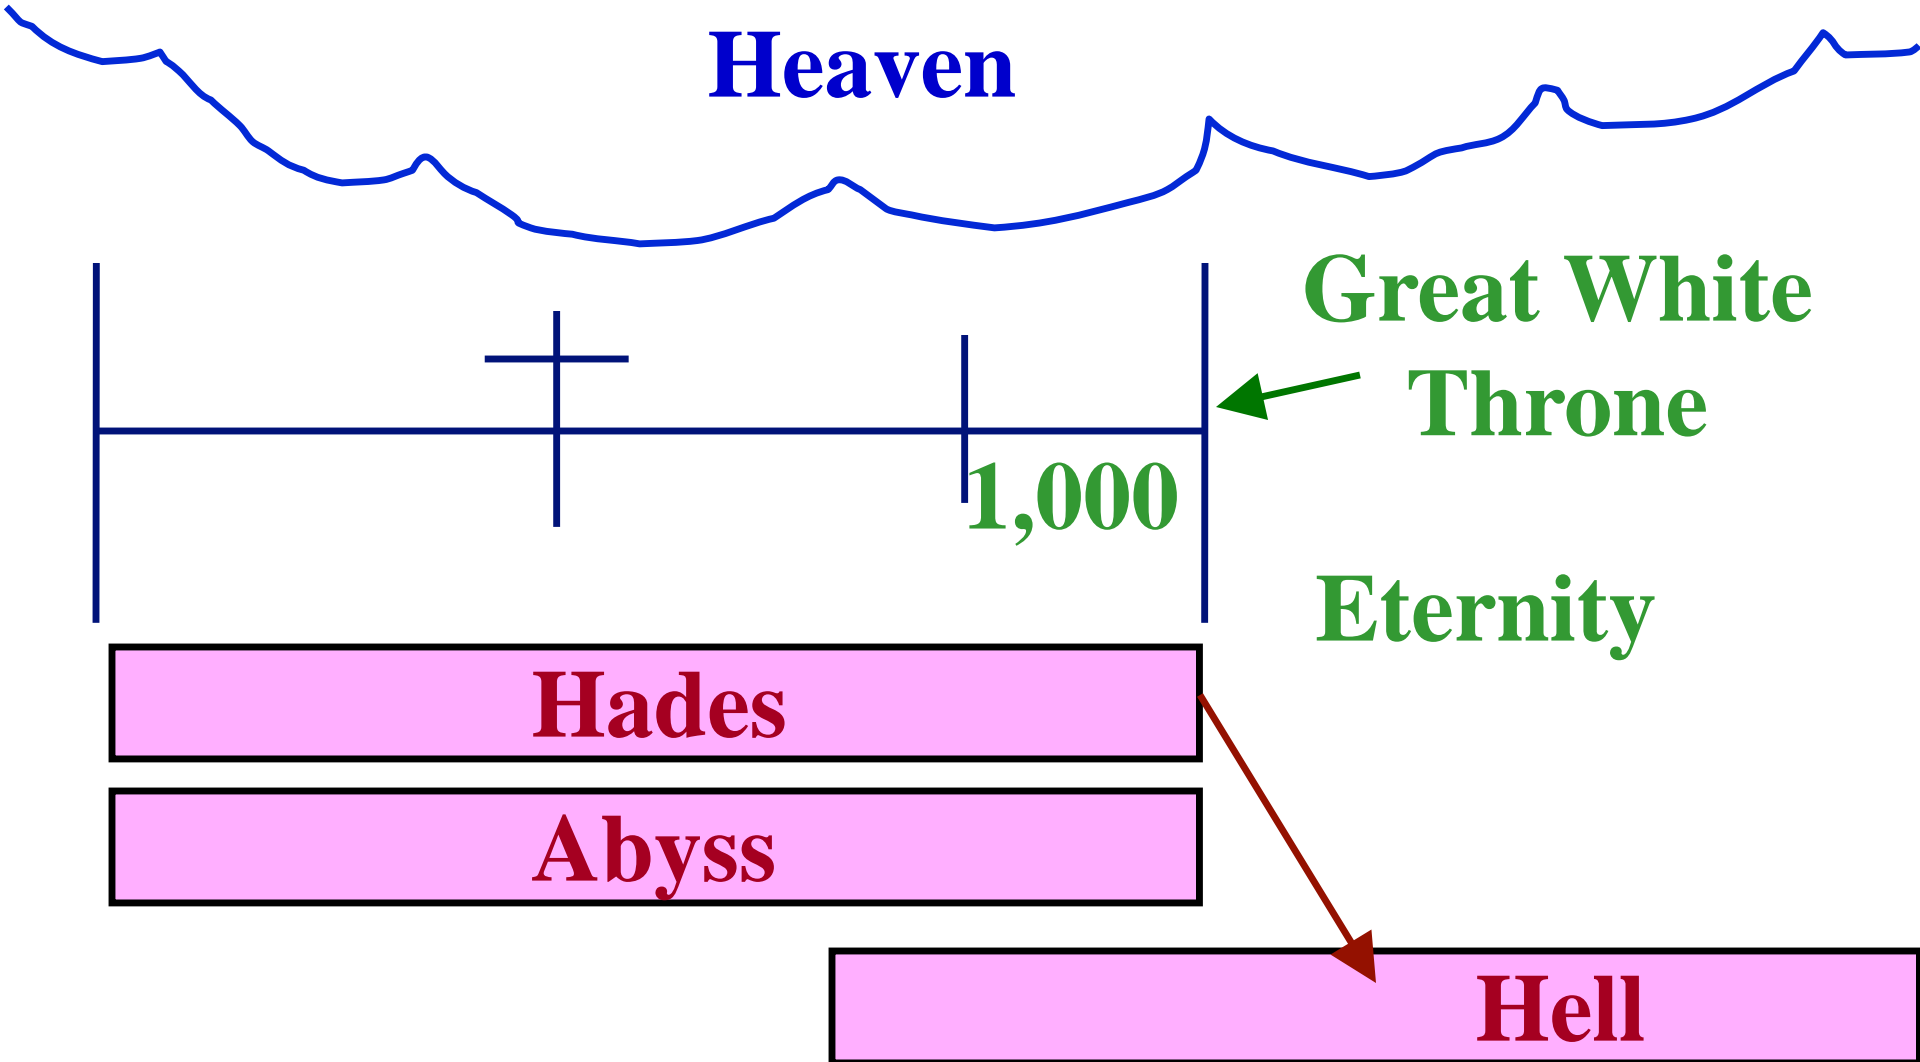 Heaven
Great White
Throne
1,000
Eternity
Hades
Abyss
Hell